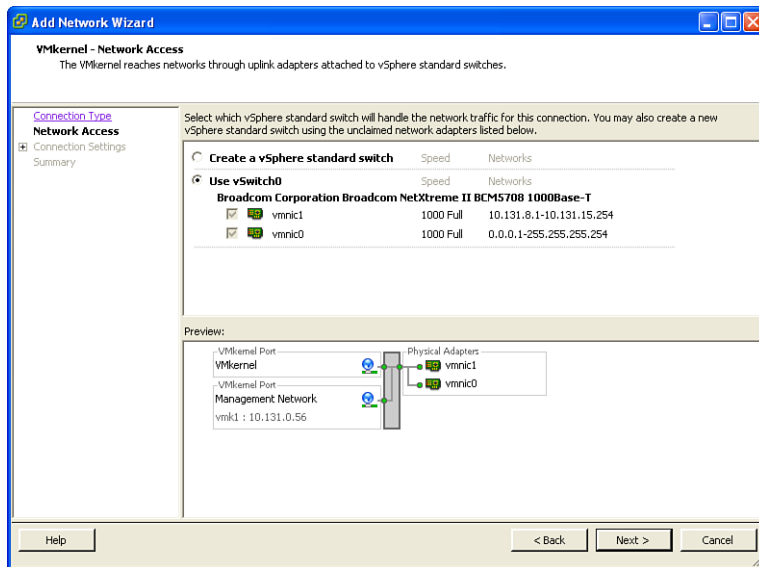 Add Network Wizard
VMkernel - Network Access
The VMkernel reaches networks through uplink adapters attached to vSphere standard switches.
Connection Type
Network Access
Connection Settings
Summary
Select which vSphere standard switch will handle the network traffic for this connection. You may also create a new
vSphere standard switch using the unclaimed network adapters listed below.
Create a vSphere standard switch Speed Networks
Use vSwitch0 Speed Networks
Broadcom Corporation Broadcom NetXtreme II BCM5708 1000Base-T
vmnic1 1000 Full 10.131.8.1-10.131.15.254
vmnic0 1000 Full 0.0.0.1-255.255.255.254
Preview:
VMkernel Port
VMkernel
VMkernel Port
Management Network
vmk1 : 10.131.0.56
Physical Adapters
vmnic1
vmnic0
Help
< Back
Next >
Cancel